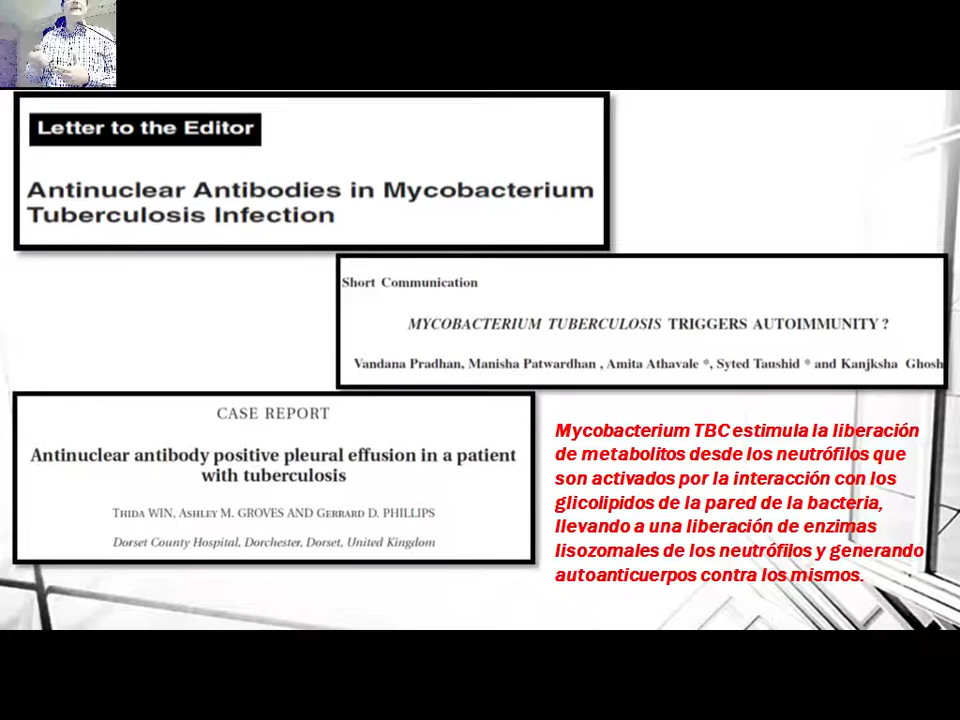 Letter to the Editor
Antinuclear Antibodies in Mycobacterium
Tuberculosis Infection
Short Communication
MYCOBACTERIUM TUBERCULOSIS TRIGGERS AUTOIMMUNITY ?
Vandana Pradhan, Manisha Patwardhan , Amita Athavale *, Syted Taushid * and Kanjksha Ghosh
CASE REPORT
Antinuclear antibody positive pleural effusion in a patient
with tuberculosis
THIDA WIN, ASHLEY M. GROVES AND GERRARD D. PHILLIPS
Dorset County Hospital, Dorchester, Dorset, United Kingdom
Mycobacterium TBC estimula la liberación
de metabolitos desde los neutrófilos que
son activados por la interacción con los
glicolipidos de la pared de la bacteria,
llevando a una liberación de enzimas
lisozomales de los neutrófilos y generando
autoanticuerpos contra los mismos.